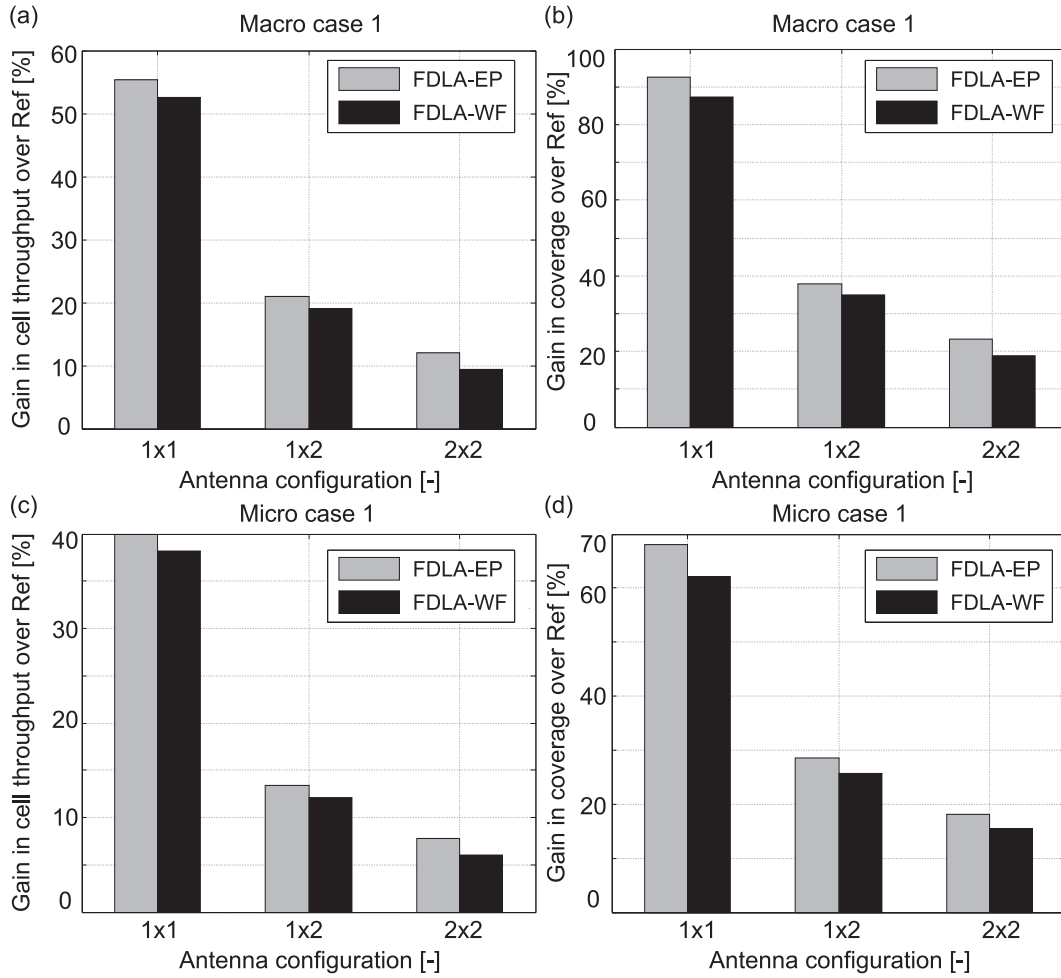 (a)
Macro case 1
Gain in cell throughput over Ref [%]
60
50
40
30
20
10
0
FDLA-EP
FDLA-WF
1x1
1x2
2x2
Antenna configuration [-]
(b)
Macro case 1
Gain in coverage over Ref [%]
100
80
60
40
20
0
FDLA-EP
FDLA-WF
1x1
1x2
2x2
Antenna configuration [-]
(c)
Micro case 1
Gain in cell throughput over Ref [%]
40
30
20
10
0
FDLA-EP
FDLA-WF
1x1
1x2
2x2
Antenna configuration [-]
(d)
Micro case 1
Gain in coverage over Ref [%]
70
60
40
20
0
FDLA-EP
FDLA-WF
1x1
1x2
2x2
Antenna configuration [-]